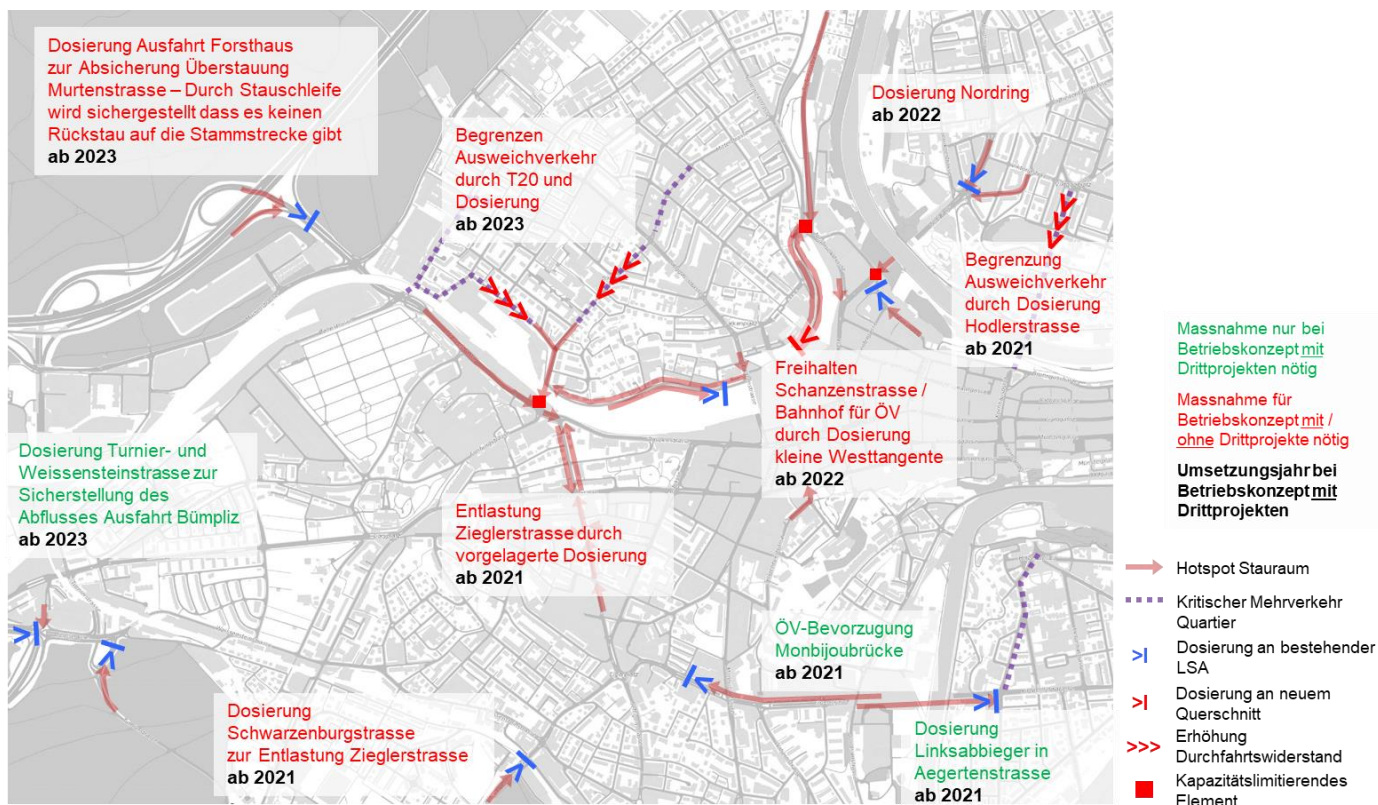 Dosierung Ausfahrt Forsthaus
zur Absicherung Überstauung
Murtenstrasse – Durch Stauschleife
wird sichergestellt dass es keinen
Rückstau auf die Stammstrecke gibt
ab 2023
Begrenzen
Ausweichverkehr
durch T20 und
Dosierung
ab 2023
Dosierung Nordring
ab 2022
Begrenzung
Ausweichverkehr
durch Dosierung
Hodlerstrasse
ab 2021
Freihalten
Schanzenstrasse /
Bahnhof für ÖV
durch Dosierung
kleine Westtangente
ab 2022
Dosierung Turnier- und
Weissensteinstrasse zur
Sicherstellung des
Abflusses Ausfahrt Bümpliz
ab 2023
Entlastung
Zieglerstrasse durch
vorgelagerte Dosierung
ab 2021
ÖV-Bevorzugung
Monbijoubrücke
ab 2021
Dosierung
Schwarzenburgstrasse
zur Entlastung Zieglerstrasse
ab 2021
Dosierung
Linksabbieger in
Aegertenstrasse
ab 2021
Massnahme nur bei
Betriebskonzept mit
Drittprojekten nötig
Massnahme für
Betriebskonzept mit /
ohne Drittprojekte nötig
Umsetzungsjahr bei
Betriebskonzept mit
Drittprojekten
Hotspot Stauraum
Kritischer Mehrverkehr
Quartier
>| Dosierung an bestehender
LSA
>| Dosierung an neuem
Querschnitt
>>> Erhöhung
Durchfahrtswiderstand
Kapazitätslimitierendes
Element